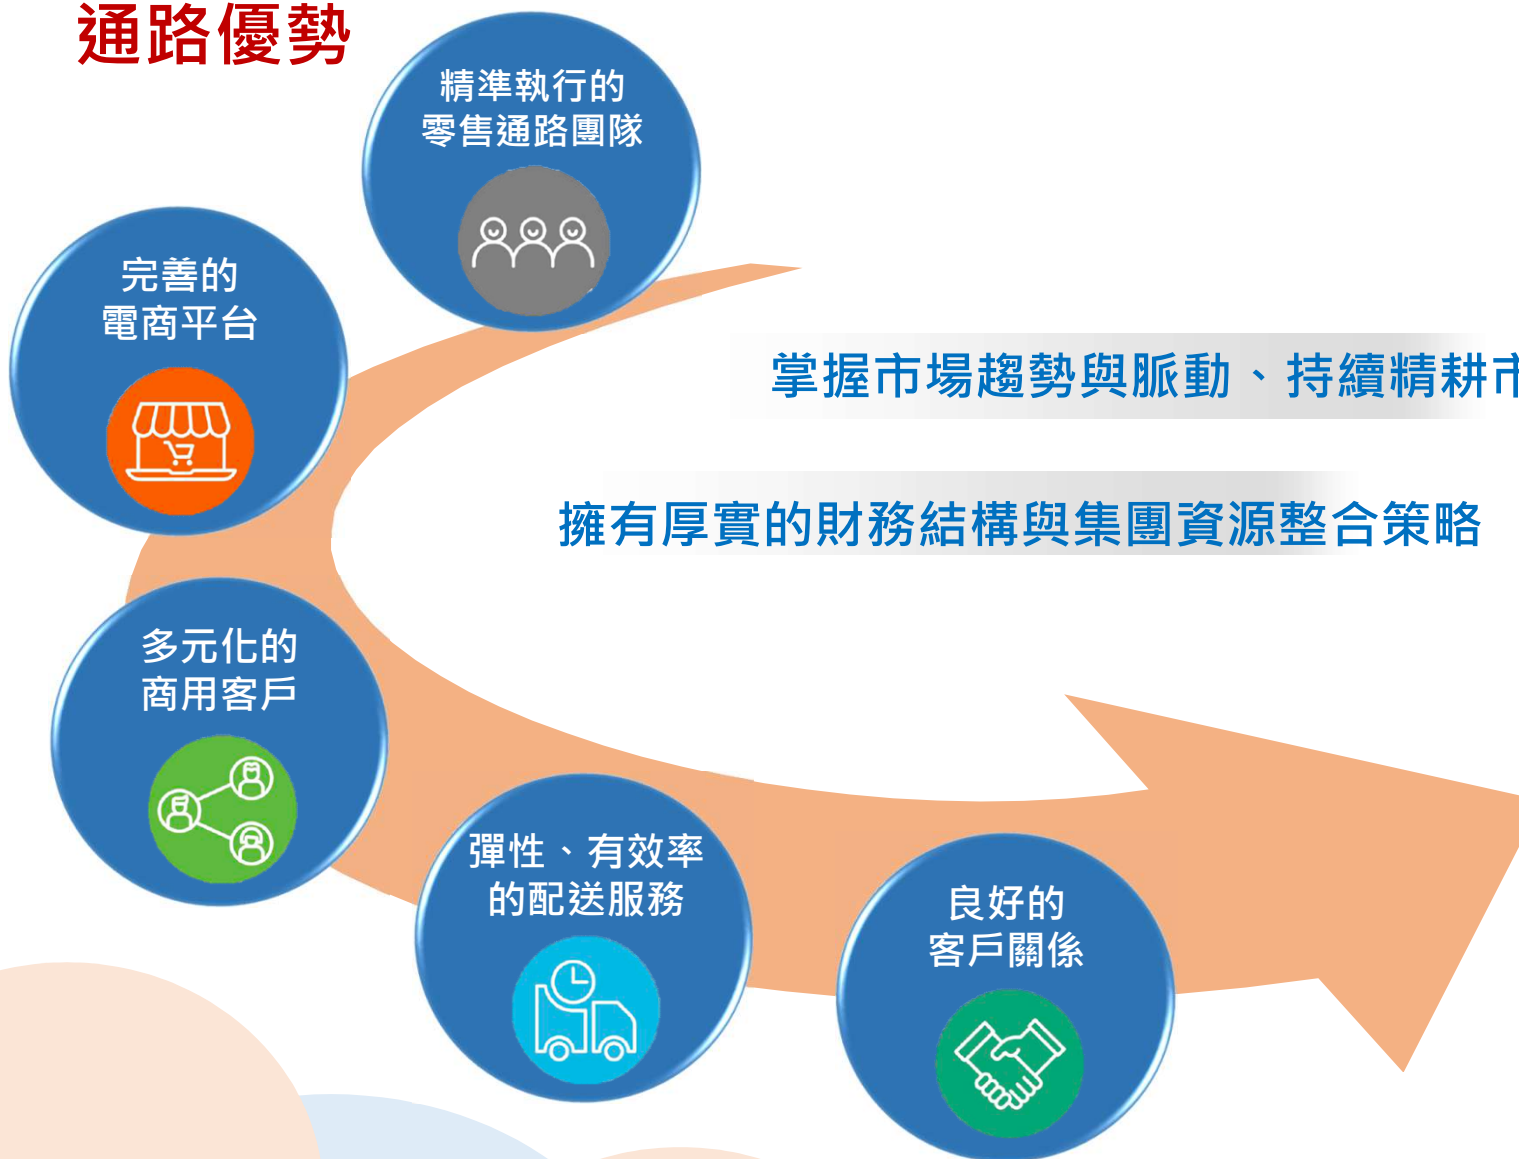 通路優勢
精準執行的
零售通路團隊
完善的
電商平台
掌握市場趨勢與脈動、持續精耕市
擁有厚實的財務結構與集團資源整合策略
多元化的
商用客戶
彈性、有效率
的配送服務
良好的
客戶關係